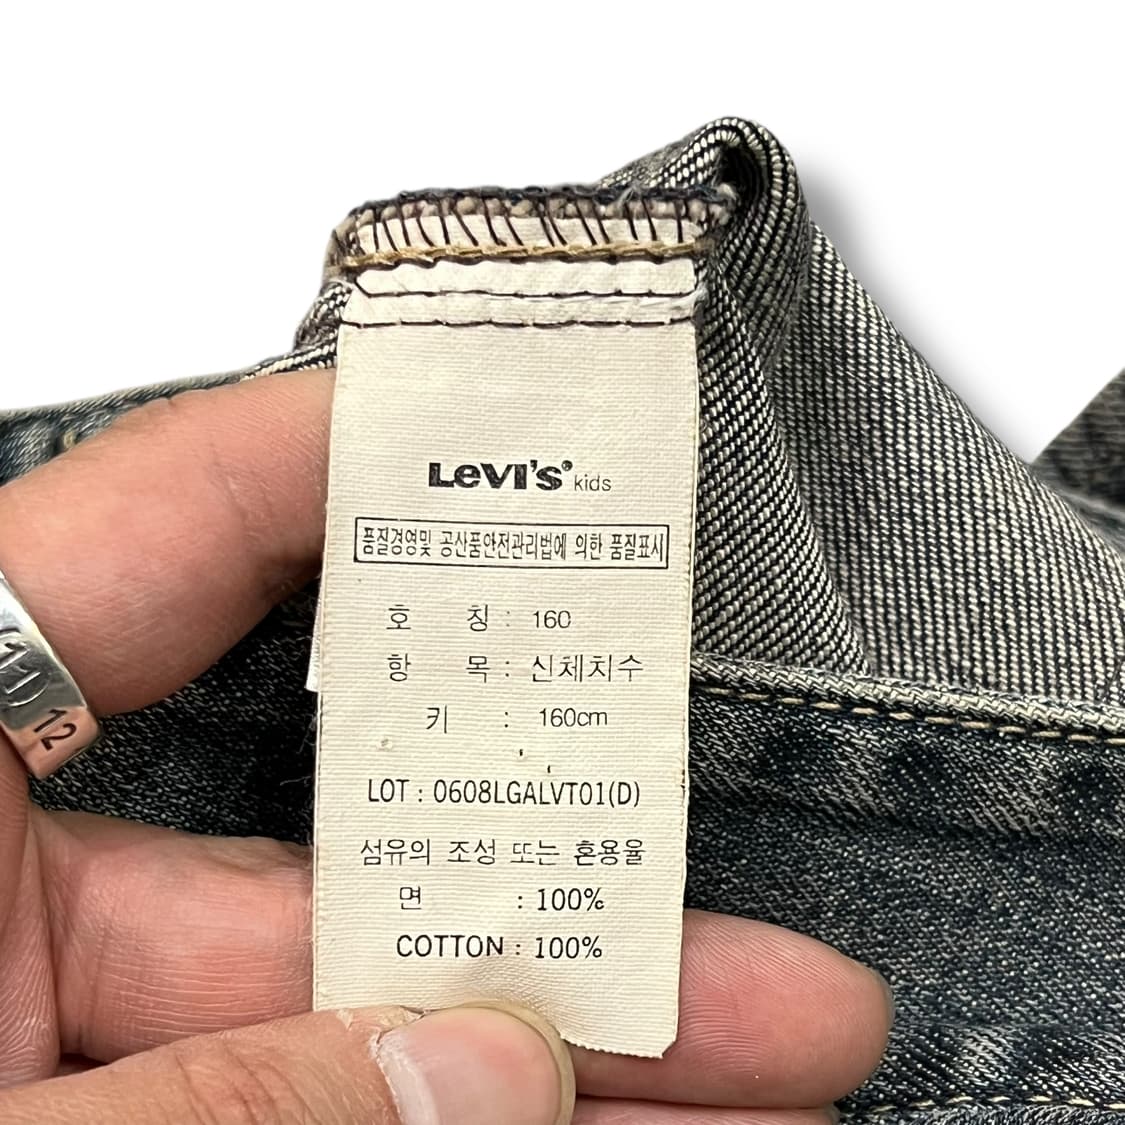 LeVI's® kids
품질경영및 공산품안전관리법에 의한 품질표시
호 칭 : 160
항 목 : 신체치수
키 : 160cm
LOT : 0608LGALVT01(D)
섬유의 조성 또는 혼용율
면 : 100%
COTTON : 100%
12